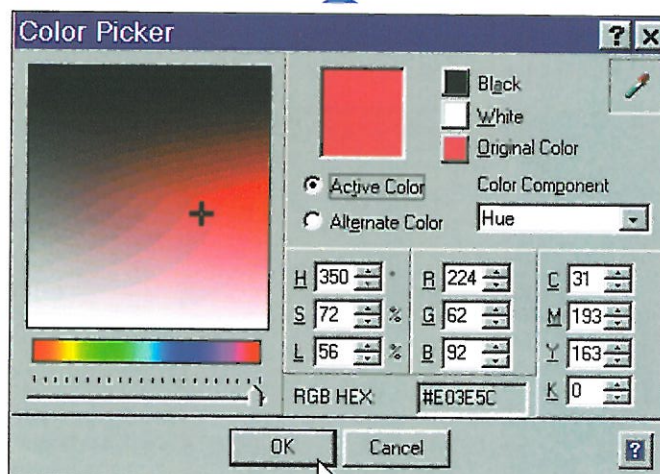 Color Picker
? x
Black
White
Original Color
Active Color
Color Component
Alternate Color
Hue
H 350 ° R 224 C 31
S 72 % G 62 M 193
L 56 % B 92 Y 163
RGB HEX #E03E5C K 0
OK Cancel ?